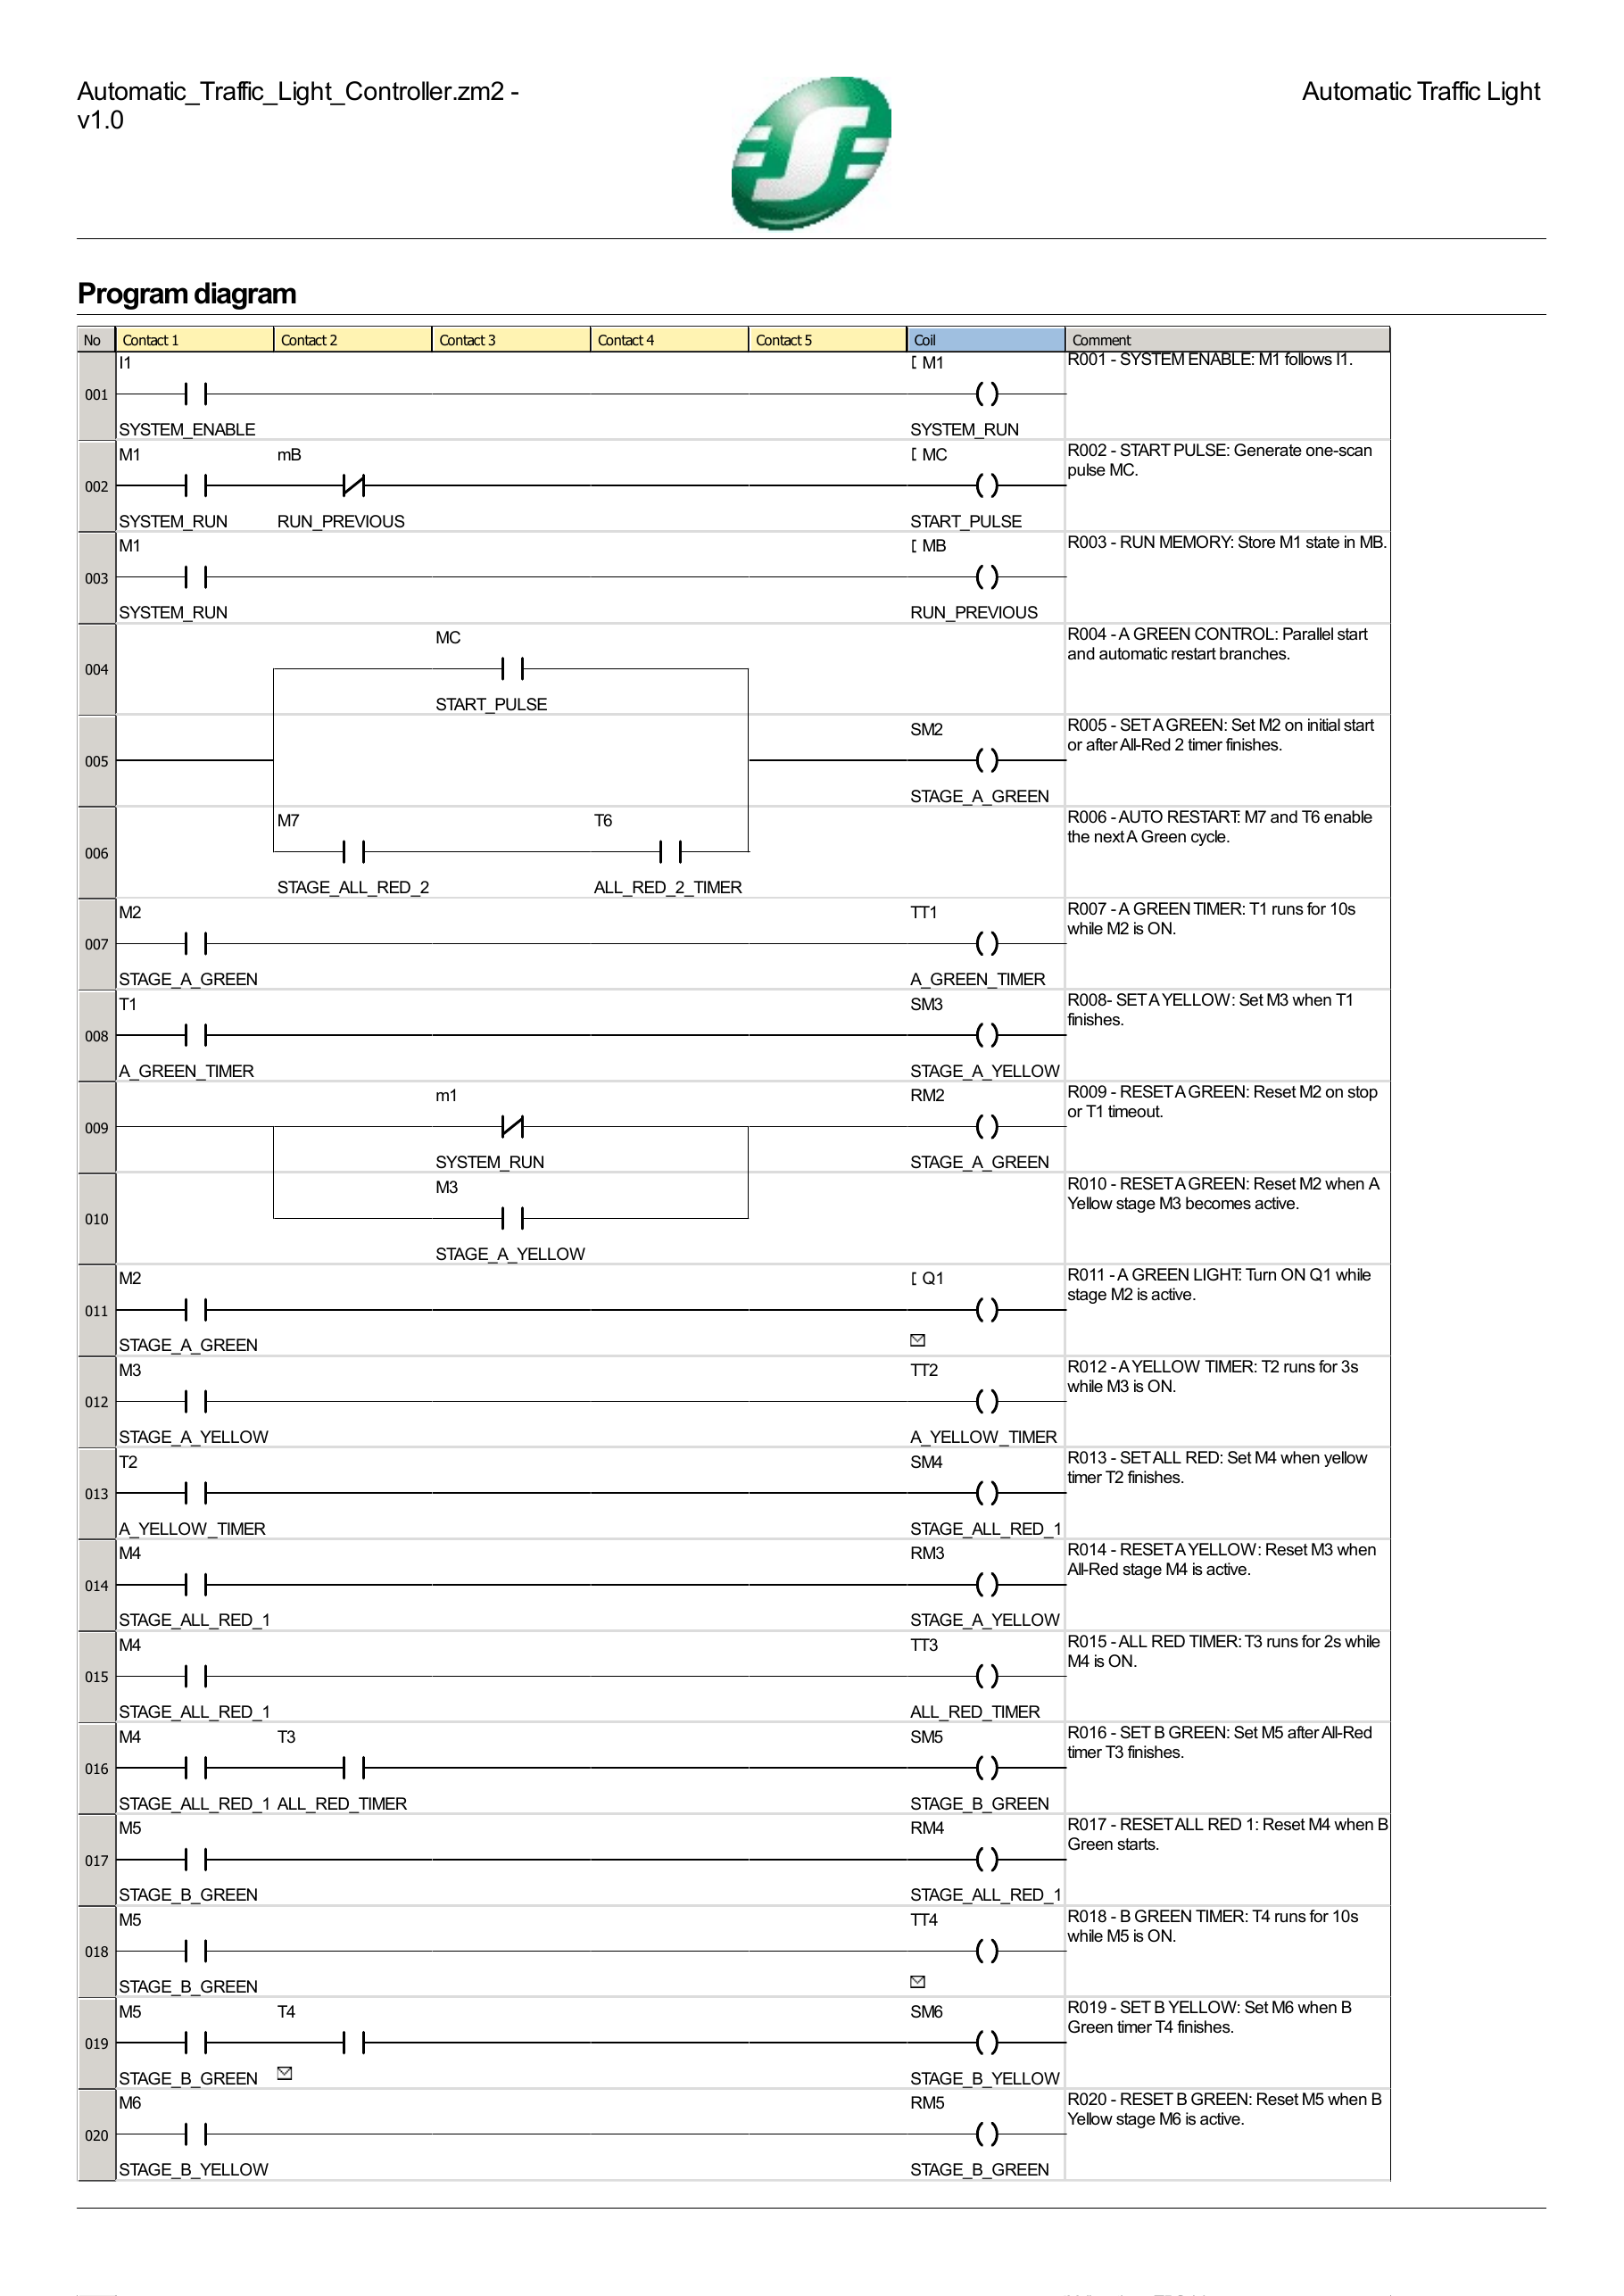 Automatic_Traffic_Light_Controller.zm2 -
v1.0
Automatic Traffic Light
Program diagram
No Contact 1 Contact 2 Contact 3 Contact 4 Contact 5 Coil Comment
I1 [ M1 R001 - SYSTEM ENABLE: M1 follows I1.
001
SYSTEM_ENABLE SYSTEM_RUN
M1 mB [ MC R002 - START PULSE: Generate one-scan
pulse MC.
002
SYSTEM_RUN RUN_PREVIOUS START_PULSE
M1 [ MB R003 - RUN MEMORY: Store M1 state in MB.
003
SYSTEM_RUN RUN_PREVIOUS
MC R004 - A GREEN CONTROL: Parallel start
and automatic restart branches.
004
START_PULSE
SM2 R005 - SET A GREEN: Set M2 on initial start
or after All-Red 2 timer finishes.
005
STAGE_A_GREEN
M7 T6 R006 - AUTO RESTART: M7 and T6 enable
the next A Green cycle.
006
STAGE_ALL_RED_2 ALL_RED_2_TIMER
M2 TT1 R007 - A GREEN TIMER: T1 runs for 10s
while M2 is ON.
007
STAGE_A_GREEN A_GREEN_TIMER
T1 SM3 R008- SET A YELLOW: Set M3 when T1
finishes.
008
A_GREEN_TIMER STAGE_A_YELLOW
m1 RM2 R009 - RESET A GREEN: Reset M2 on stop
or T1 timeout.
009
SYSTEM_RUN STAGE_A_GREEN
M3 R010 - RESET A GREEN: Reset M2 when A
Yellow stage M3 becomes active.
010
STAGE_A_YELLOW
M2 [ Q1 R011 - A GREEN LIGHT: Turn ON Q1 while
stage M2 is active.
011
STAGE_A_GREEN
M3 TT2 R012 - A YELLOW TIMER: T2 runs for 3s
while M3 is ON.
012
STAGE_A_YELLOW A_YELLOW_TIMER
T2 SM4 R013 - SET ALL RED: Set M4 when yellow
timer T2 finishes.
013
A_YELLOW_TIMER STAGE_ALL_RED_1
M4 RM3 R014 - RESET A YELLOW: Reset M3 when
All-Red stage M4 is active.
014
STAGE_ALL_RED_1 STAGE_A_YELLOW
M4 TT3 R015 - ALL RED TIMER: T3 runs for 2s while
M4 is ON.
015
STAGE_ALL_RED_1 ALL_RED_TIMER
M4 T3 SM5 R016 - SET B GREEN: Set M5 after All-Red
timer T3 finishes.
016
STAGE_ALL_RED_1 ALL_RED_TIMER STAGE_B_GREEN
M5 RM4 R017 - RESET ALL RED 1: Reset M4 when B
Green starts.
017
STAGE_B_GREEN STAGE_ALL_RED_1
M5 TT4 R018 - B GREEN TIMER: T4 runs for 10s
while M5 is ON.
018
STAGE_B_GREEN
M5 T4 SM6 R019 - SET B YELLOW: Set M6 when B
Green timer T4 finishes.
019
STAGE_B_GREEN STAGE_B_YELLOW
M6 RM5 R020 - RESET B GREEN: Reset M5 when B
Yellow stage M6 is active.
020
STAGE_B_YELLOW STAGE_B_GREEN